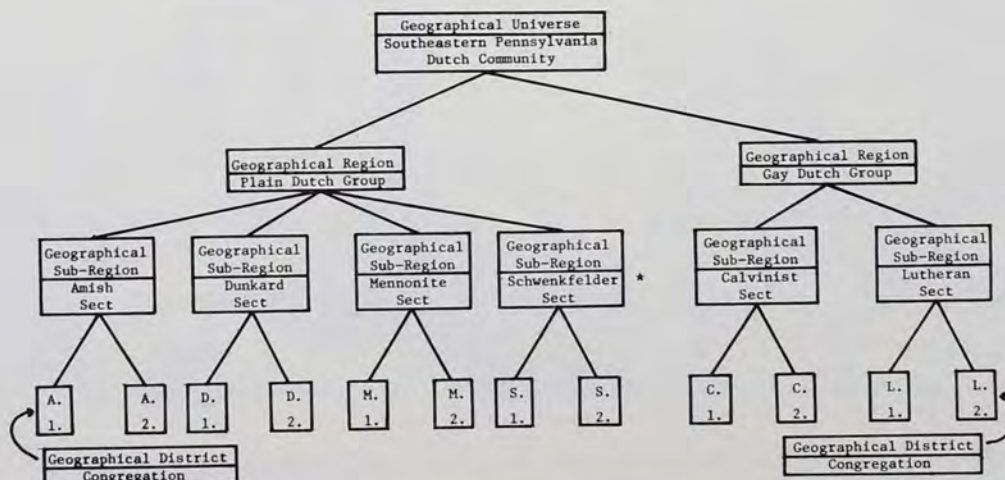 Geographical Universe
Southeastern Pennsylvania
Dutch Community
Geographical Region
Plain Dutch Group
Geographical Region
Gay Dutch Group
Geographical
Sub-Region
Amish
Sect
Geographical
Sub-Region
Dunkard
Sect
Geographical
Sub-Region
Mennonite
Sect
Geographical
Sub-Region
Schwenkfelder
Sect
*
Geographical
Sub-Region
Calvinist
Sect
Geographical
Sub-Region
Lutheran
Sect
A.
1.
A.
2.
D.
1.
D.
2.
M.
1.
M.
2.
S.
1.
S.
2.
C.
1.
C.
2.
L.
1.
L.
2.
Geographical District
Congregation
Geographical District
Congregation